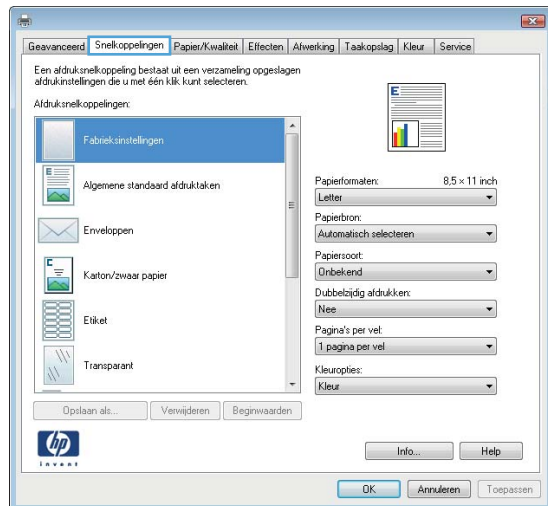 Geavanceerd Snelkoppelingen Papier/Kwaliteit Effecten Afwerking Taakopslag Kleur Service
Een afdruksnelkoppeling bestaat uit een verzameling opgeslagen
afdrukinstellingen die u met één klik kunt selecteren.
Afdruksnelkoppelingen:
Fabrieksinstellingen
Algemene standaard afdruktaken
Enveloppen
Karton/zwaar papier
Etiket
Transparant
Opslaan als... Verwijderen Beginwaarden
E
Papierformaten: 8,5 × 11 inch
Letter
Papierbron:
Automatisch selecteren
Papiersoort:
Onbekend
Dubbelzijdig afdrukken:
Nee
Pagina's per vel:
1 pagina per vel
Kleuropties:
Kleur
hp
invent
Info... Help
OK Annuleren Toepassen